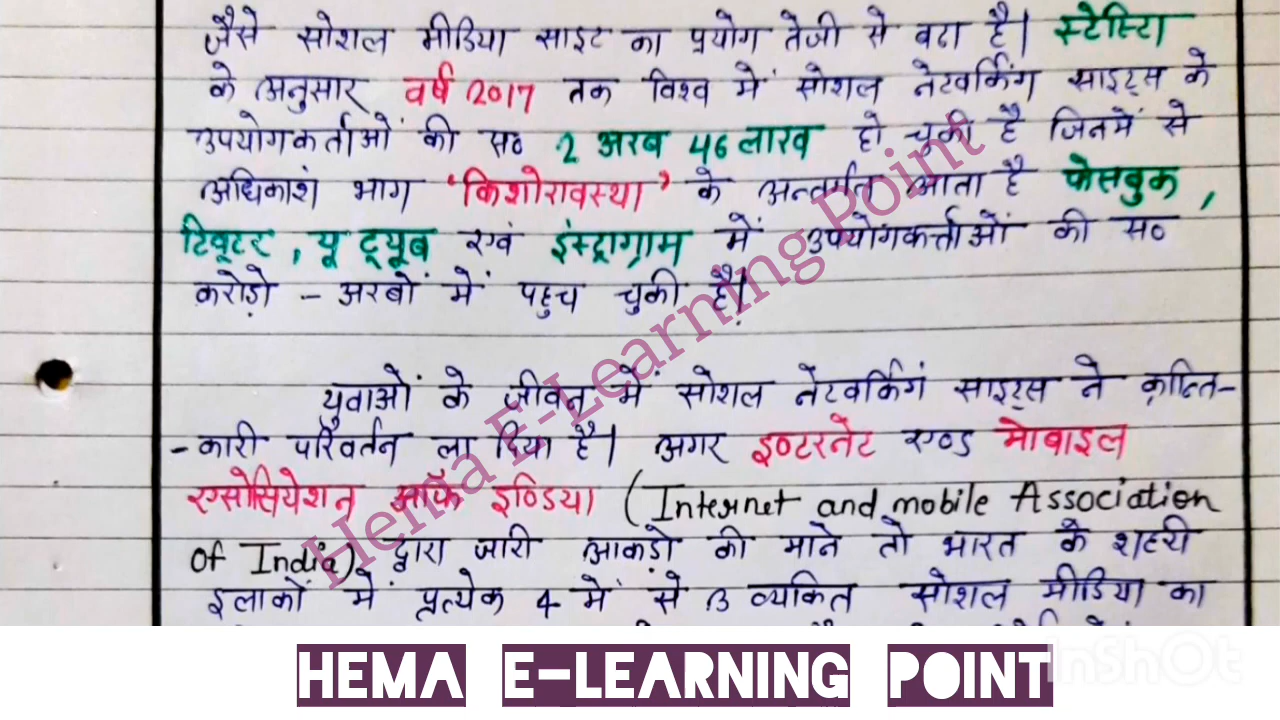 जैसे सोशल मीडिया साइट का प्रयोग तेजी से बढा है। स्टेस्टिा
के अनुसार वर्ष 2017 तक विश्व में सोशल नेटवर्किंग साइट्स के
उपयोगकर्ताओं की स० 2 अरब 46 लाख हो चुकी है जिनमें से
अधिकाशं भाग 'किशोरावस्था' के अन्तर्गत आता है फेसबुक,
टिवूटर, यू ट्यूब एवं इंस्ट्राग्राम में उपयोगकर्त्ताओं की स०
करोड़ो - अरबों में पहुच चुकी है।
युवाओं के जीवन में सोशल नेटवर्किगं साइट्स ने क्रान्ति-
-कारी परिवर्तन ला दिया है। अगर इण्टरनेट एण्ड मोबाइल
एसोसियेशन ऑफ इण्डिया (Internet and mobile Association
of India) द्वारा जारी आकड़ो की माने तो भारत के शहरी
इलाकों में प्रत्येक 4 में से 3 व्यकित सोशल मीडिया का
Hema E-Learning Point
HEMA E-LEARNING POINT
InShOt